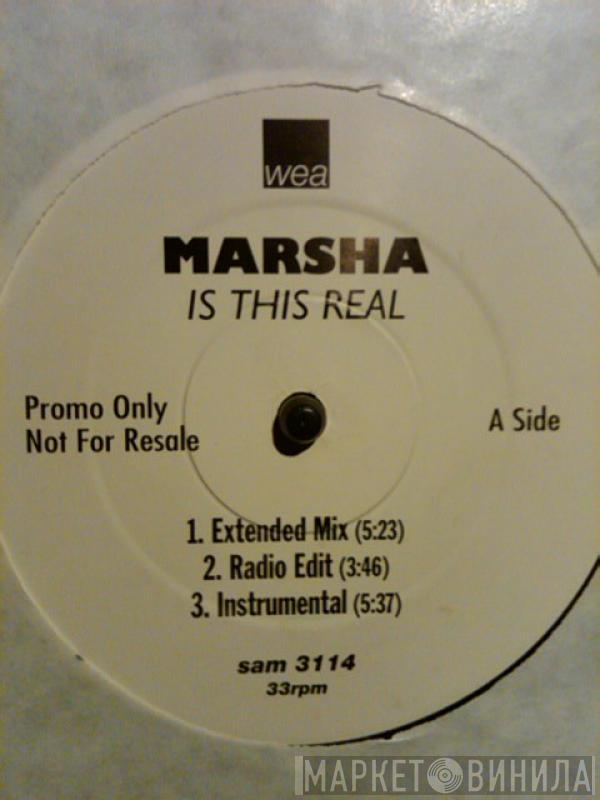 wea
MARSHA
IS THIS REAL
Promo Only
Not For Resale
A Side
1. Extended Mix (5:23)
2. Radio Edit (3:46)
3. Instrumental (5:37)
sam 3114
33rpm
МАРКЕТ ВИНИЛА